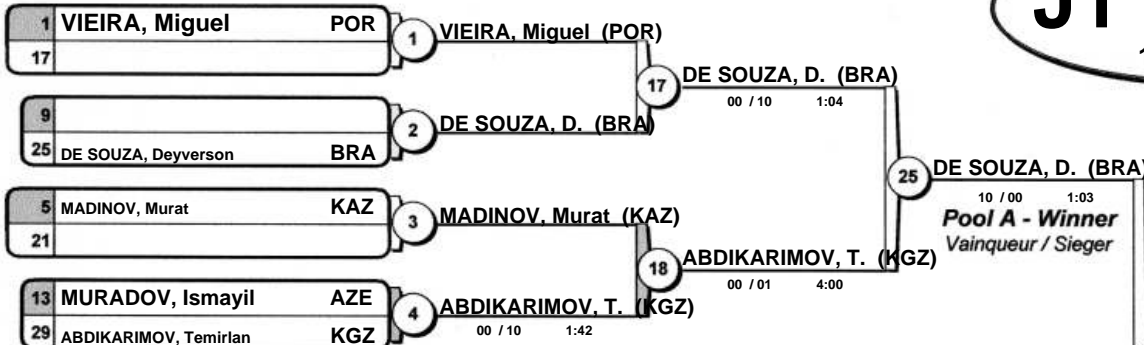 1 VIEIRA, Miguel POR
17
1
VIEIRA, Miguel (POR)
9
25 DE SOUZA, Deyverson BRA
2
DE SOUZA, D. (BRA)
17
DE SOUZA, D. (BRA)
00 / 10 1:04
5 MADINOV, Murat KAZ
21
3
MADINOV, Murat (KAZ)
13 MURADOV, Ismayil AZE
29 ABDIKARIMOV, Temirlan KGZ
4
ABDIKARIMOV, T. (KGZ)
00 / 10 1:42
18
ABDIKARIMOV, T. (KGZ)
00 / 01 4:00
25
DE SOUZA, D. (BRA)
10 / 00 1:03
Pool A - Winner
Vainqueur / Sieger